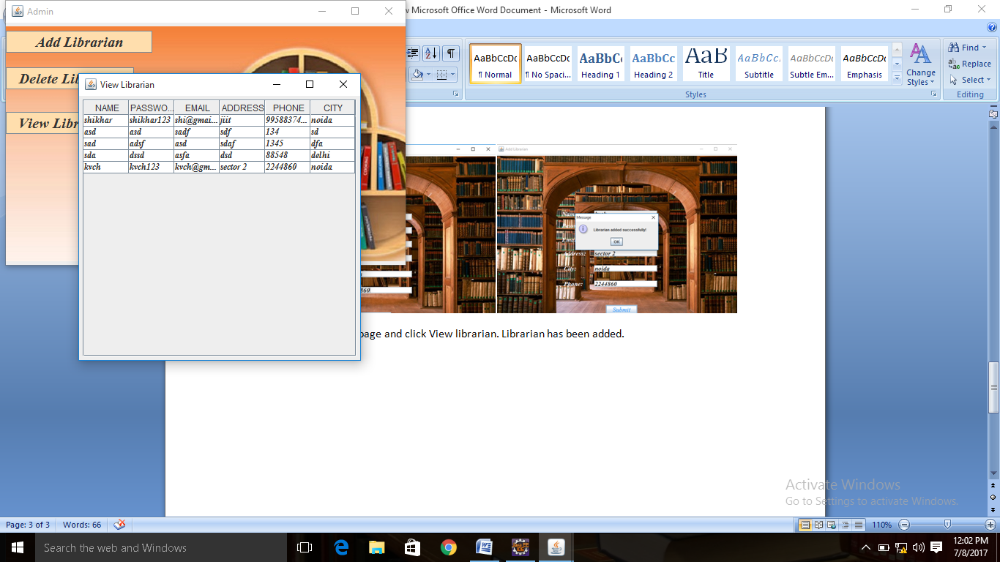 Admin
w Microsoft Office Word Document - Microsoft Word
Add Librarian
Delete Lib
View Libr
View Librarian
NAME PASSWO... EMAIL ADDRESS PHONE CITY
shikhar shikhar123 shi@gmai... jiit 99588374... noida
asd asd sadf sdf 134 sd
sad adsf asd sdaf 1345 dfa
sda dssd asfa dsd 88548 delhi
kvch kvch123 kvch@gm... sector 2 2244860 noida
AaBbCcDc AaBbCcDc AaBbC AaBbCc AaB AaBbCc. AaBbCcDc AaBbCcDc
¶ Normal ¶ No Spaci... Heading 1 Heading 2 Title Subtitle Subtle Em... Emphasis
Change Styles
Styles
Find
Replace
Select
Editing
Add Librarian
Message
Librarian added successfully!
OK
Address: sector 2
City: noida
Phone: 2244860
Submit
860
page and click View librarian. Librarian has been added.
Activate Windows
Go to Settings to activate Windows.
Page: 3 of 3 Words: 66 110%
Search the web and Windows
12:02 PM
7/8/2017